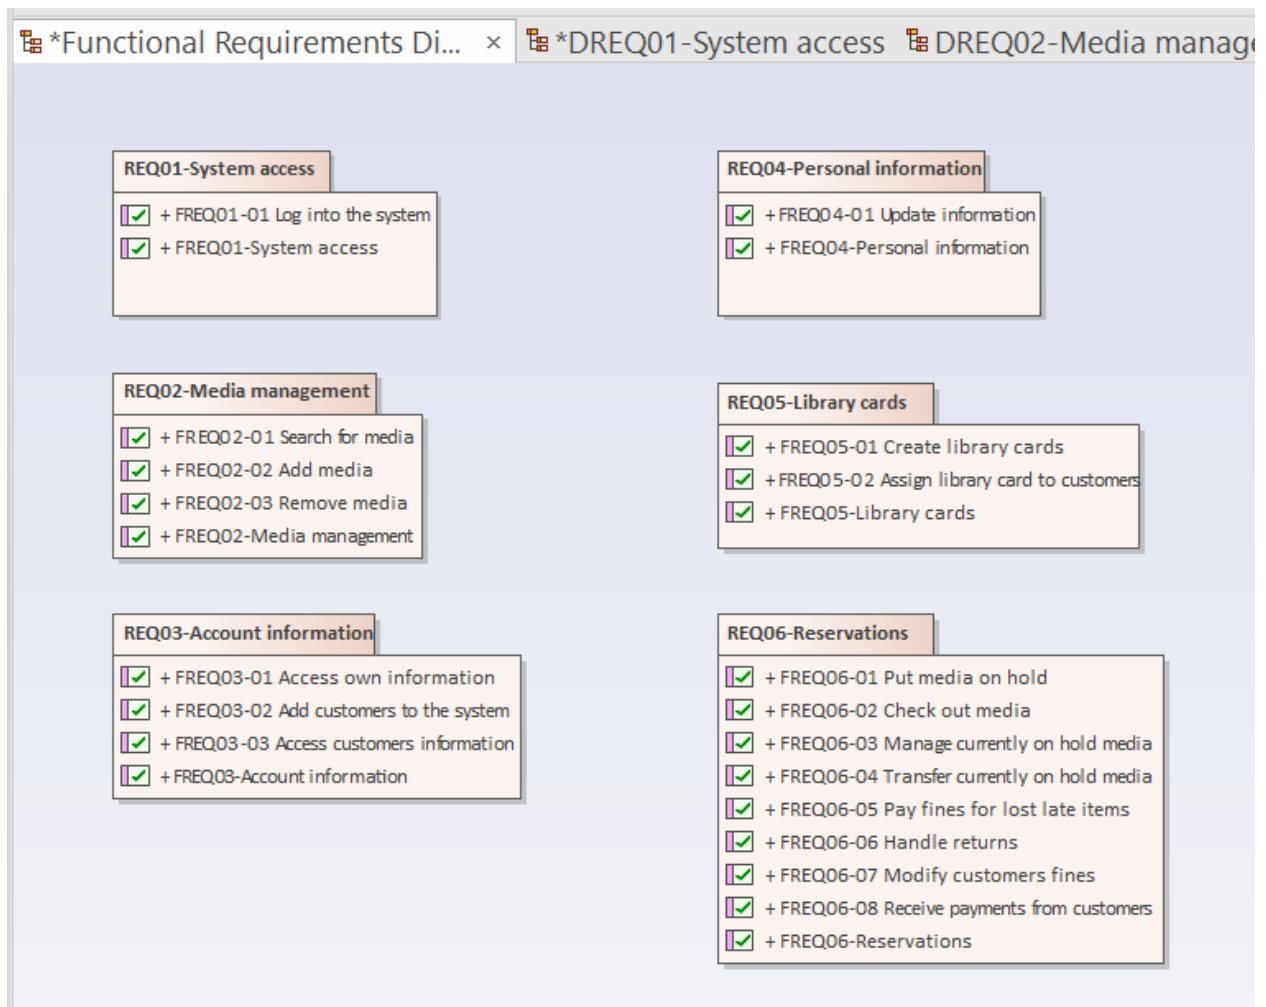 *Functional Requirements Di... × *DREQ01-System access DREQ02-Media manage
REQ01-System access
+ FREQ01-01 Log into the system
+ FREQ01-System access
REQ02-Media management
+ FREQ02-01 Search for media
+ FREQ02-02 Add media
+ FREQ02-03 Remove media
+ FREQ02-Media management
REQ03-Account information
+ FREQ03-01 Access own information
+ FREQ03-02 Add customers to the system
+ FREQ03-03 Access customers information
+ FREQ03-Account information
REQ04-Personal information
+ FREQ04-01 Update information
+ FREQ04-Personal information
REQ05-Library cards
+ FREQ05-01 Create library cards
+ FREQ05-02 Assign library card to customers
+ FREQ05-Library cards
REQ06-Reservations
+ FREQ06-01 Put media on hold
+ FREQ06-02 Check out media
+ FREQ06-03 Manage currently on hold media
+ FREQ06-04 Transfer currently on hold media
+ FREQ06-05 Pay fines for lost late items
+ FREQ06-06 Handle returns
+ FREQ06-07 Modify customers fines
+ FREQ06-08 Receive payments from customers
+ FREQ06-Reservations